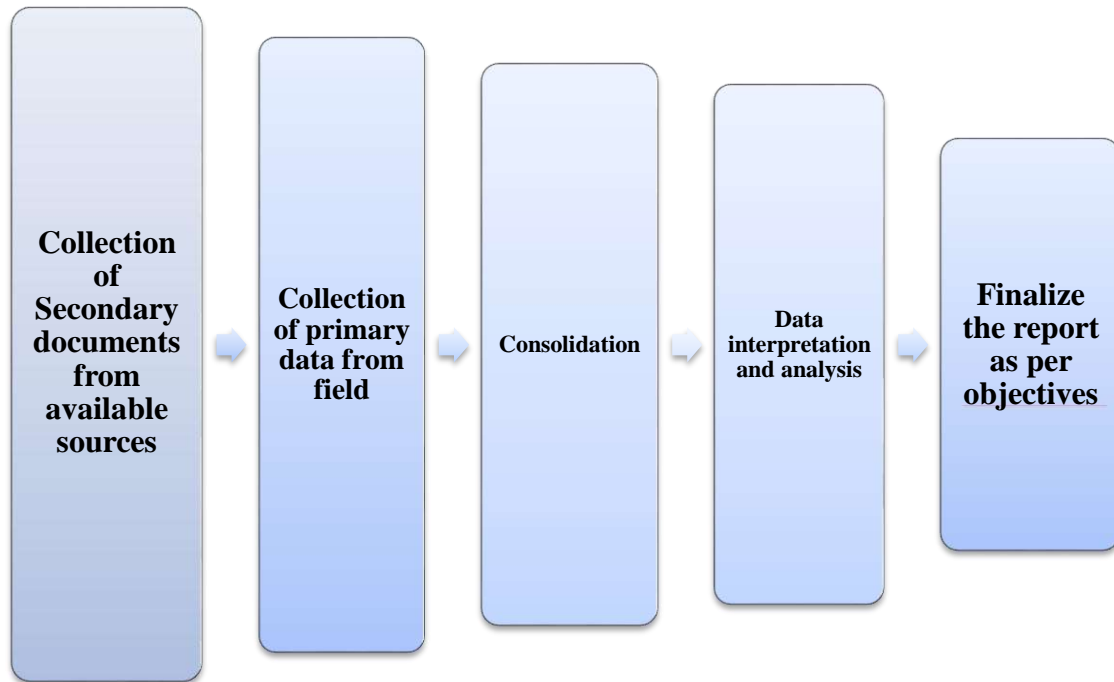 Collection
of
Secondary
documents
from
available
sources
Collection
of primary
data from
field
Consolidation
Data
interpretation
and analysis
Finalize
the report
as per
objectives